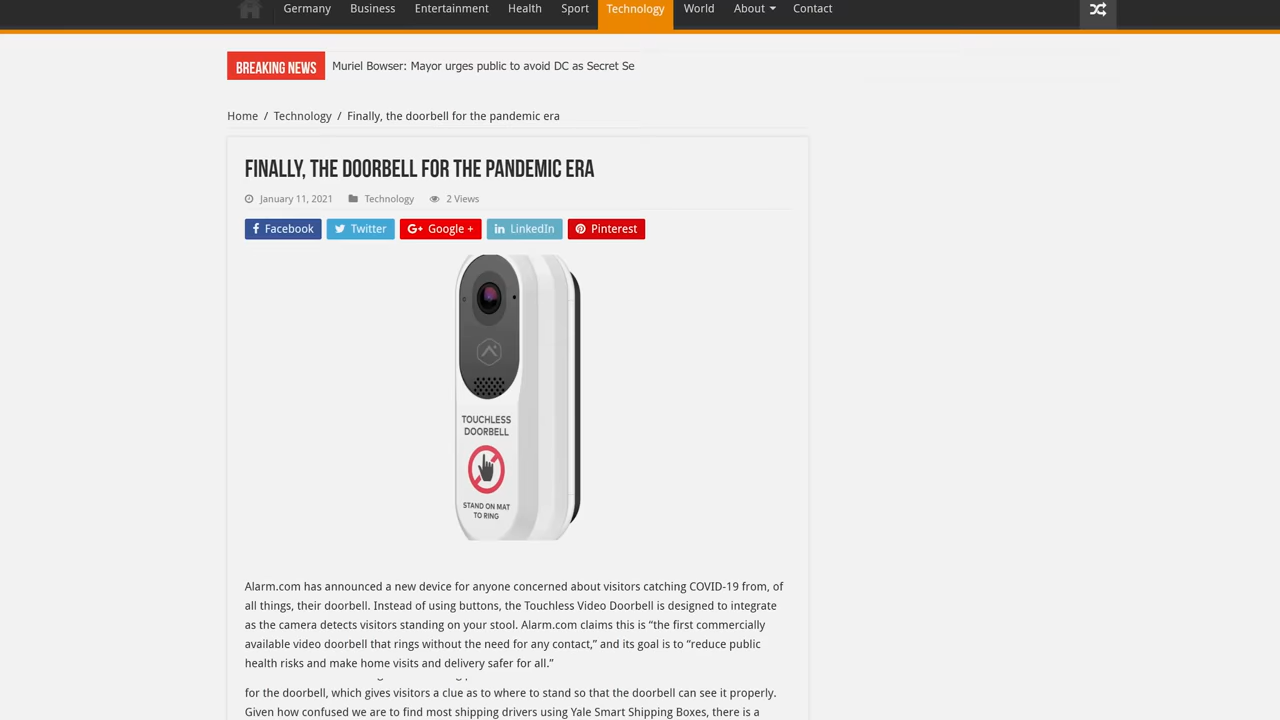 Germany Business Entertainment Health Sport Technology World About Contact
BREAKING NEWS Muriel Bowser: Mayor urges public to avoid DC as Secret Se
Home / Technology / Finally, the doorbell for the pandemic era
FINALLY, THE DOORBELL FOR THE PANDEMIC ERA
January 11, 2021 Technology 2 Views
Facebook Twitter Google + LinkedIn Pinterest
TOUCHLESS
DOORBELL
STAND ON MAT
TO RING
Alarm.com has announced a new device for anyone concerned about visitors catching COVID-19 from, of
all things, their doorbell. Instead of using buttons, the Touchless Video Doorbell is designed to integrate
as the camera detects visitors standing on your stool. Alarm.com claims this is “the first commercially
available video doorbell that rings without the need for any contact,” and its goal is to “reduce public
health risks and make home visits and delivery safer for all.”
for the doorbell, which gives visitors a clue as to where to stand so that the doorbell can see it properly.
Given how confused we are to find most shipping drivers using Yale Smart Shipping Boxes, there is a